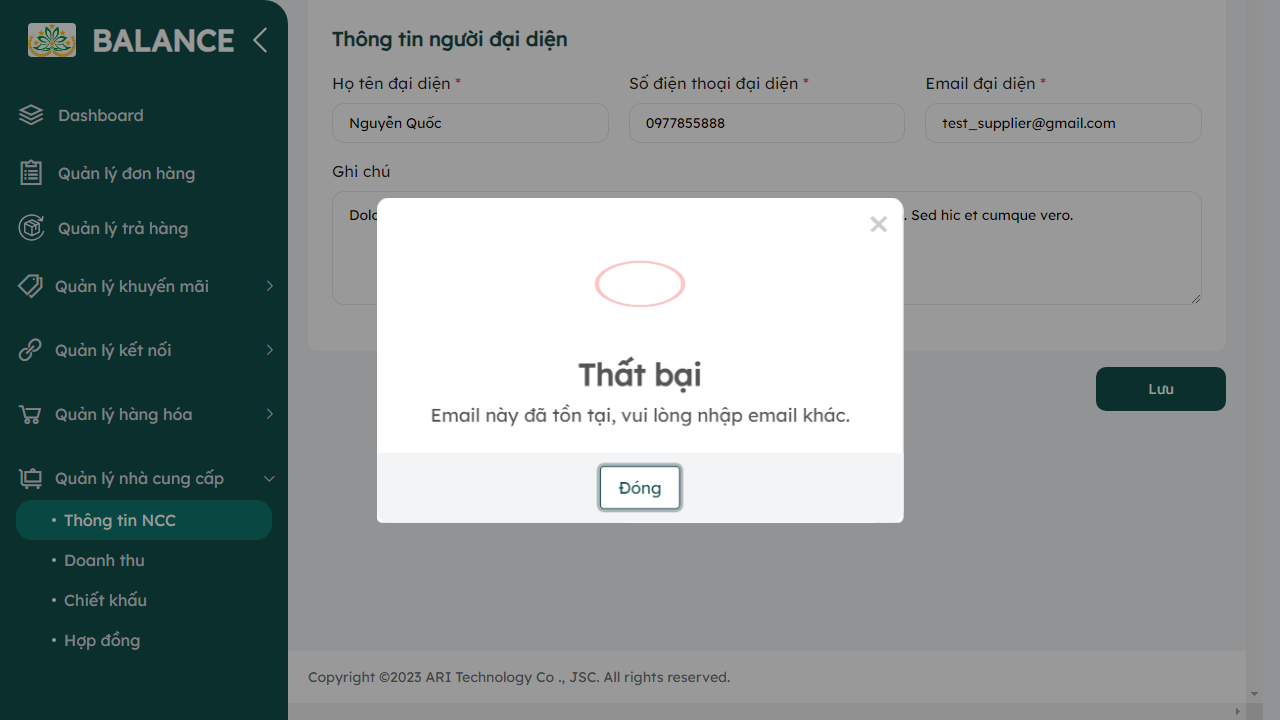 BALANCE
Dashboard
Quản lý đơn hàng
Quản lý trả hàng
Quản lý khuyến mãi
Quản lý kết nối
Quản lý hàng hóa
Quản lý nhà cung cấp
• Thông tin NCC
• Doanh thu
• Chiết khấu
• Hợp đồng
Thông tin người đại diện
Họ tên đại diện *
Số điện thoại đại diện *
Email đại diện *
Nguyễn Quốc
0977855888
test_supplier@gmail.com
Ghi chú
. Sed hic et cumque vero.
×
Thất bại
Email này đã tồn tại, vui lòng nhập email khác.
Đóng
Lưu
Copyright ©2023 ARI Technology Co ., JSC. All rights reserved.